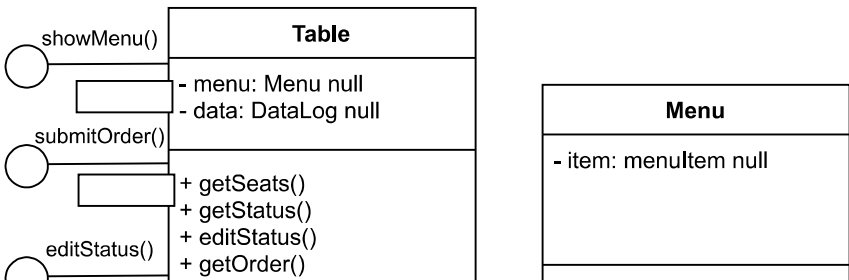 showMenu()
Table
- menu: Menu null
- data: DataLog null
submitOrder()
+ getSeats()
+ getStatus()
+ editStatus()
+ getOrder()
editStatus()
Menu
- item: menuItem null